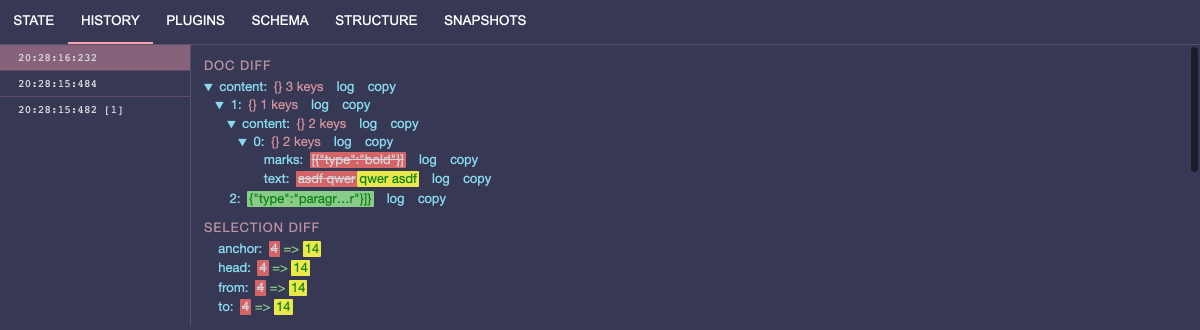 STATE HISTORY PLUGINS SCHEMA STRUCTURE SNAPSHOTS
20:28:16:232
20:28:15:484
20:28:15:482 [1]
DOC DIFF
▼ content: {} 3 keys log copy
▼ 1: {} 1 keys log copy
▼ content: {} 2 keys log copy
▼ 0: {} 2 keys log copy
marks: [{"type":"bold"}] log copy
text: asdf qwer qwer asdf log copy
2: {"type":"paragr…r"}]} log copy
SELECTION DIFF
anchor: 4 => 14
head: 4 => 14
from: 4 => 14
to: 4 => 14